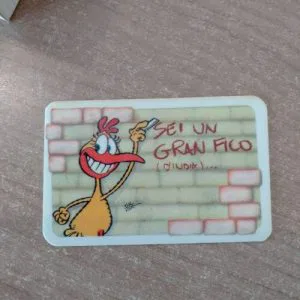 SEI UN
GRAN FICO
(D'INDIA)...